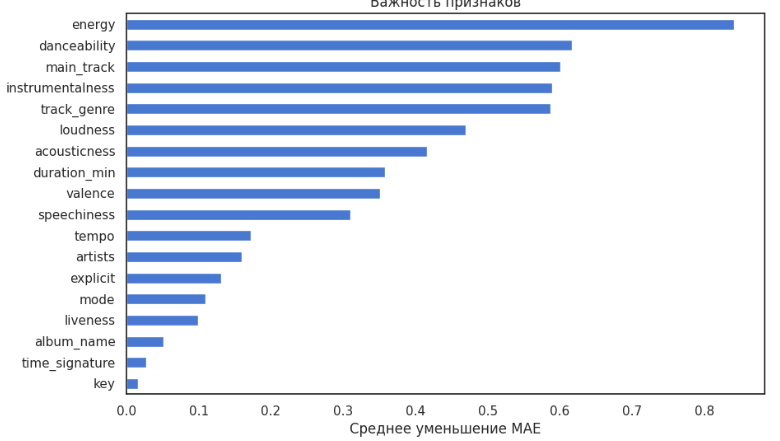 Важность признаков
energy
danceability
main_track
instrumentalness
track_genre
loudness
acousticness
duration_min
valence
speechiness
tempo
artists
explicit
mode
liveness
album_name
time_signature
key
0.0 0.1 0.2 0.3 0.4 0.5 0.6 0.7 0.8
Среднее уменьшение MAE